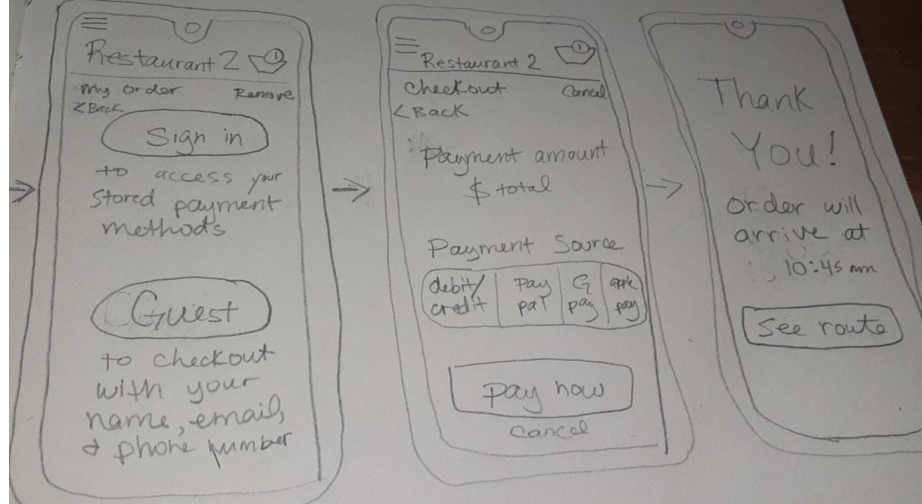 Restaurant 2
1
My order
Remove
<Back
Sign in
to access your
stored payment
methods
Guest
to checkout
with your
name, email,
& phone number
Restaurant 2
1
Checkout
Cancel
<Back
Payment amount
$ total
Payment Source
debit/
credit
Pay
pal
G
pay
apple
pay
Pay now
Cancel
Thank
You!
order will
arrive at
10:45 am
See route